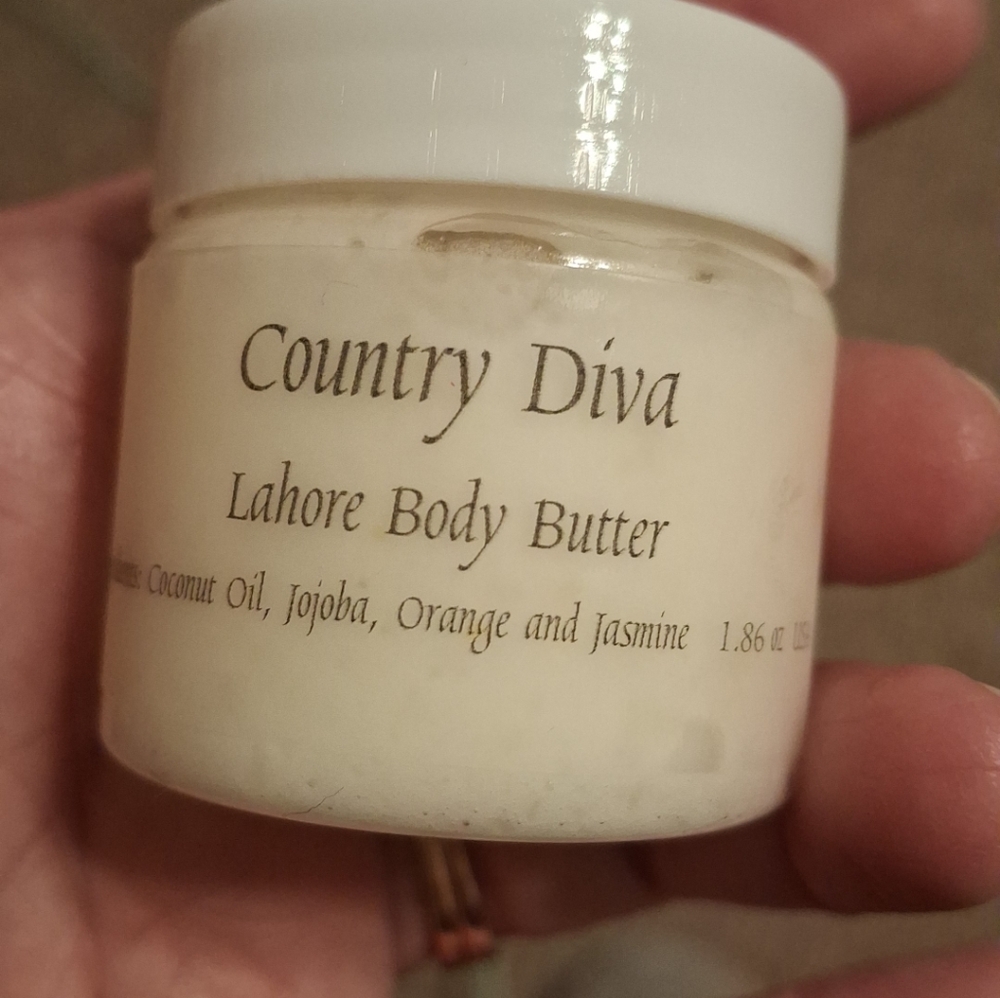 Country Diva
Lahore Body Butter
Coconut Oil, Jojoba, Orange and Jasmine 1.86 oz